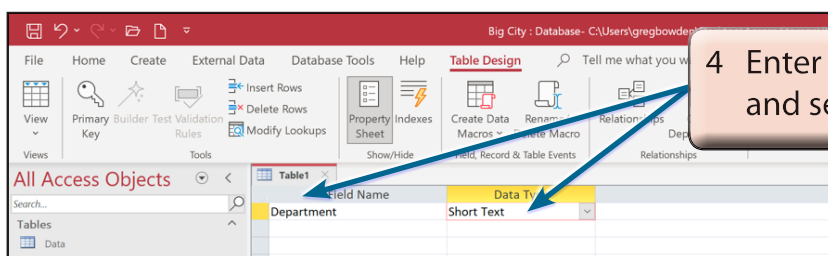 Big City : Database- C:\Users\gregbowden\
File Home Create External Data Database Tools Help Table Design Tell me what you w
4 Enter
and se
View Primary Key Builder Test Validation Rules Insert Rows Delete Rows Modify Lookups Property Sheet Indexes Create Data Macros Delete Macro Relationships Dep
Views Tools Show/Hide Field, Record & Table Events Relationships
All Access Objects Table1
Search... Field Name Data Ty
Department Short Text
Tables
Data